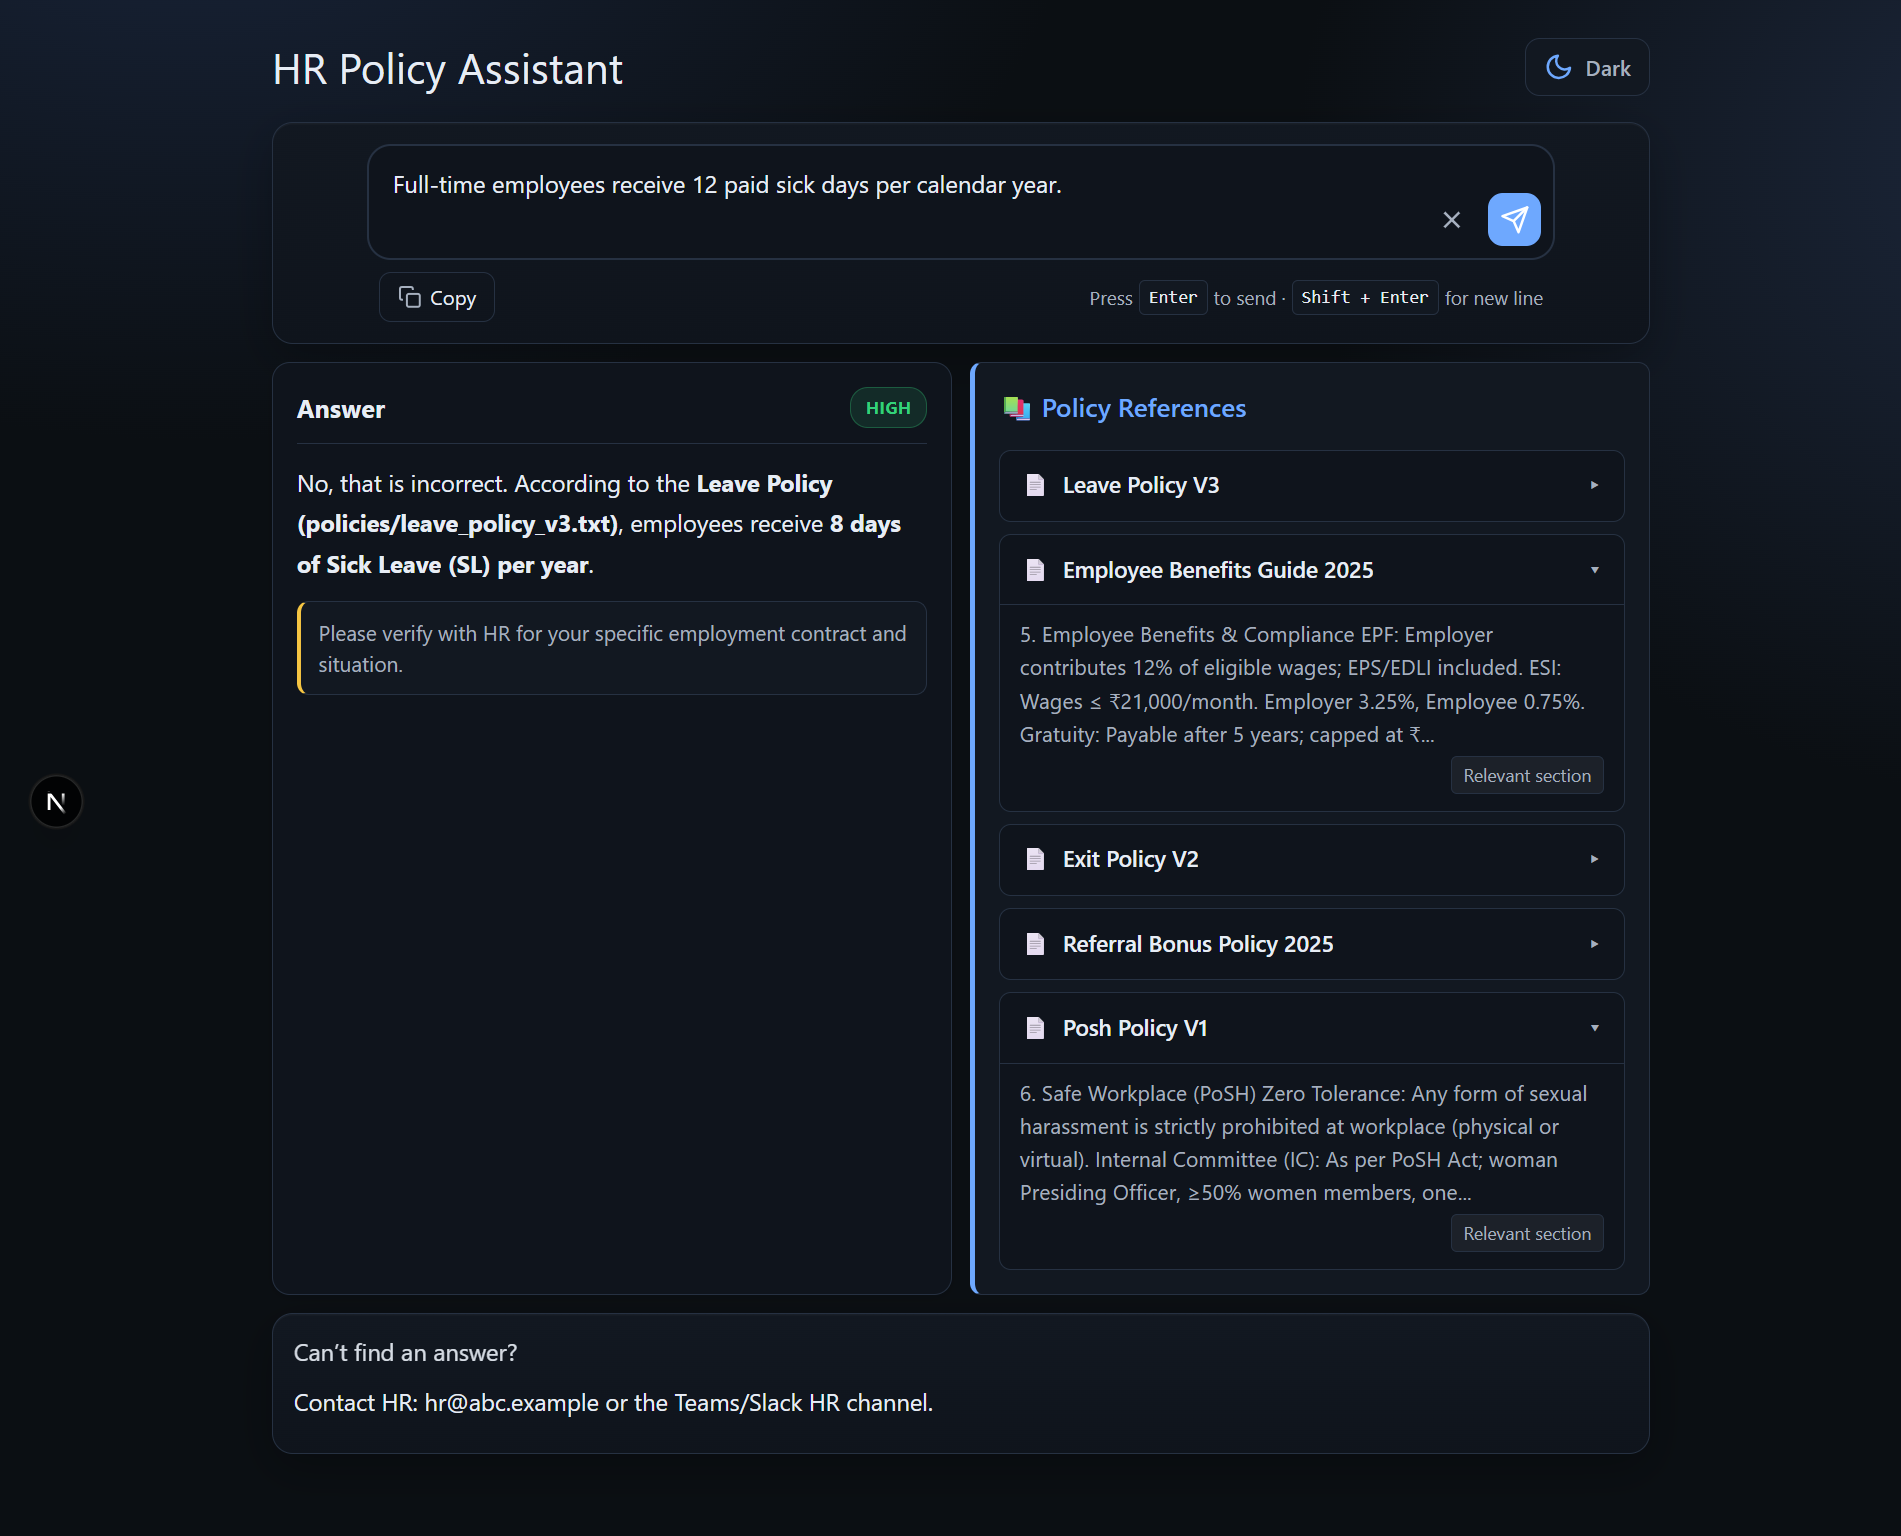 HR Policy Assistant
Dark
Full-time employees receive 12 paid sick days per calendar year.
Copy
Press Enter to send · Shift + Enter for new line
Answer
HIGH
No, that is incorrect. According to the Leave Policy
(policies/leave_policy_v3.txt), employees receive 8 days
of Sick Leave (SL) per year.
Please verify with HR for your specific employment contract and
situation.
Policy References
Leave Policy V3
Employee Benefits Guide 2025
5. Employee Benefits & Compliance EPF: Employer
contributes 12% of eligible wages; EPS/EDLI included. ESI:
Wages ≤ ₹21,000/month. Employer 3.25%, Employee 0.75%.
Gratuity: Payable after 5 years; capped at ₹...
Relevant section
Exit Policy V2
Referral Bonus Policy 2025
Posh Policy V1
6. Safe Workplace (PoSH) Zero Tolerance: Any form of sexual
harassment is strictly prohibited at workplace (physical or
virtual). Internal Committee (IC): As per PoSH Act; woman
Presiding Officer, ≥50% women members, one...
Relevant section
N
Can’t find an answer?
Contact HR: hr@abc.example or the Teams/Slack HR channel.